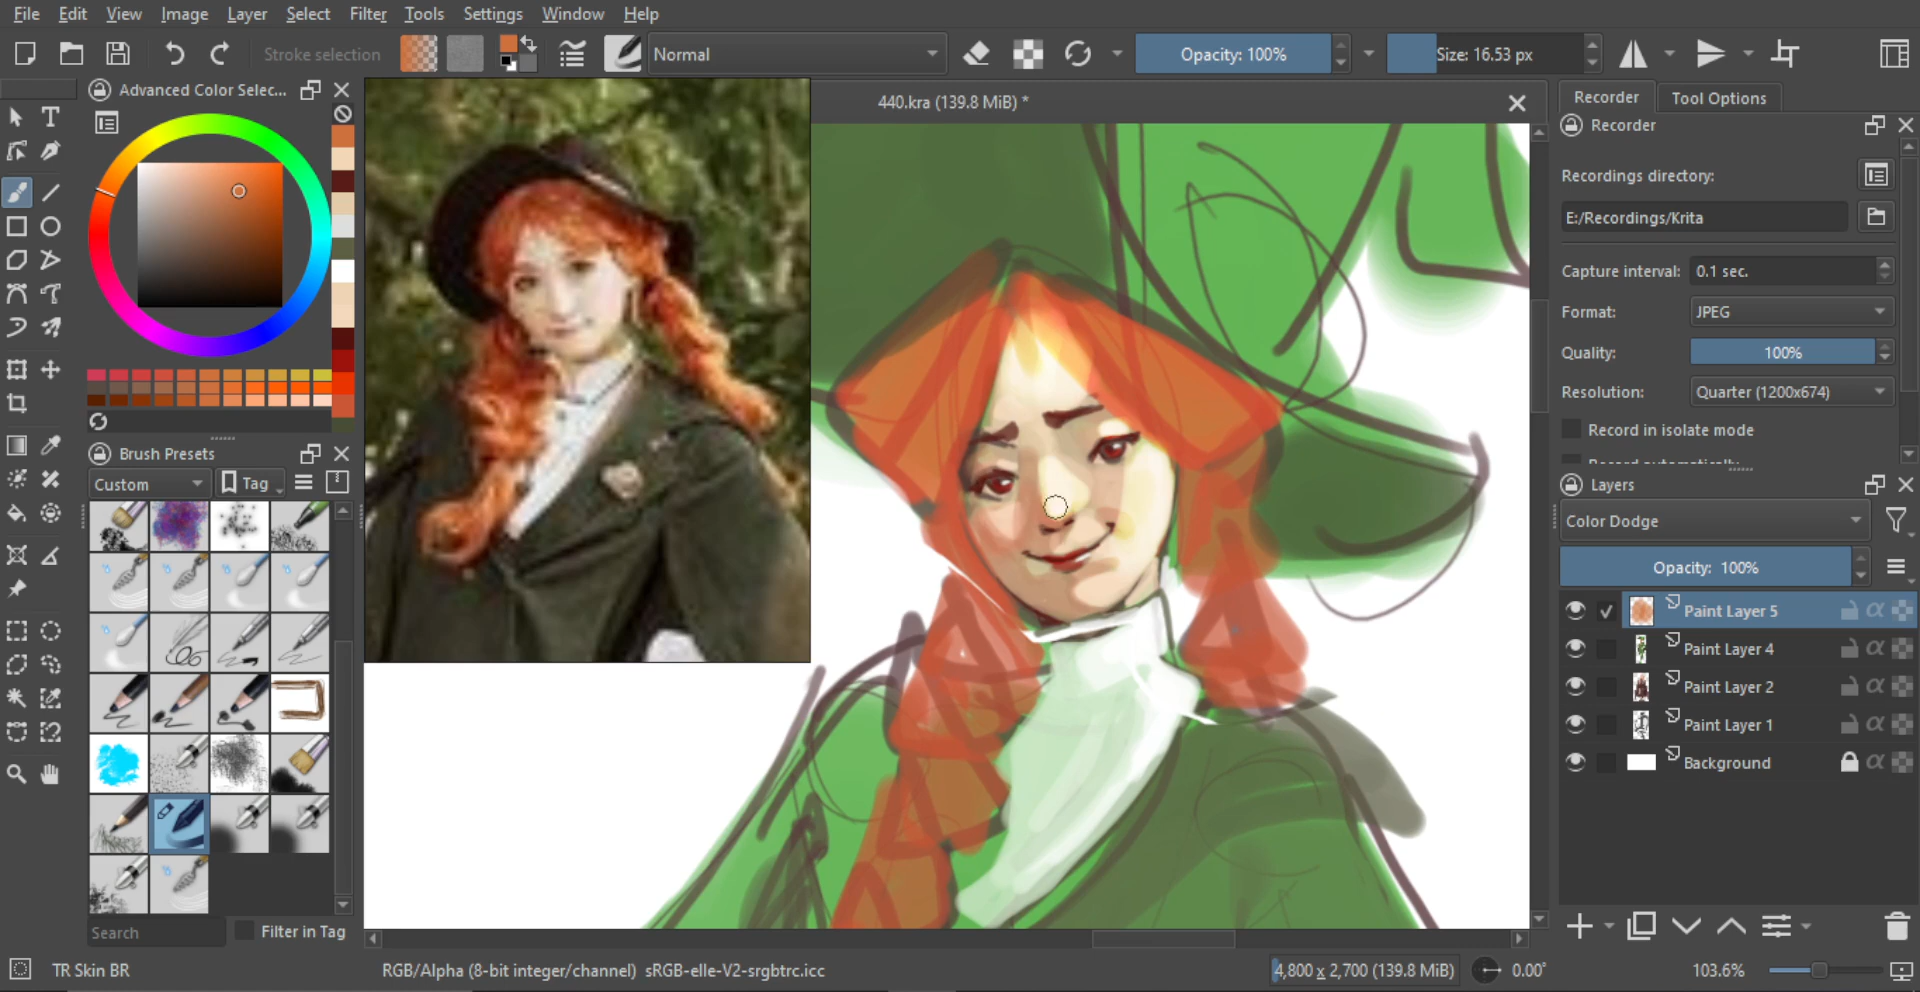 File Edit View Image Layer Select Filter Tools Settings Window Help
Stroke selection Normal Opacity: 100% Size: 16.53 px
Advanced Color Selec...
440.kra (139.8 MiB) *
Recorder Tool Options
Recorder
Recordings directory:
E:/Recordings/Krita
Capture interval: 0.1 sec.
Format: JPEG
Quality: 100%
Resolution: Quarter (1200x674)
Record in isolate mode
Record automatically
Brush Presets
Custom Tag
Layers
Color Dodge
Opacity: 100%
Paint Layer 5
Paint Layer 4
Paint Layer 2
Paint Layer 1
Background
Search Filter in Tag
TR Skin BR RGB/Alpha (8-bit integer/channel) sRGB-elle-V2-srgbtrc.icc 4,800 x 2,700 (139.8 MiB) 0.00° 103.6%